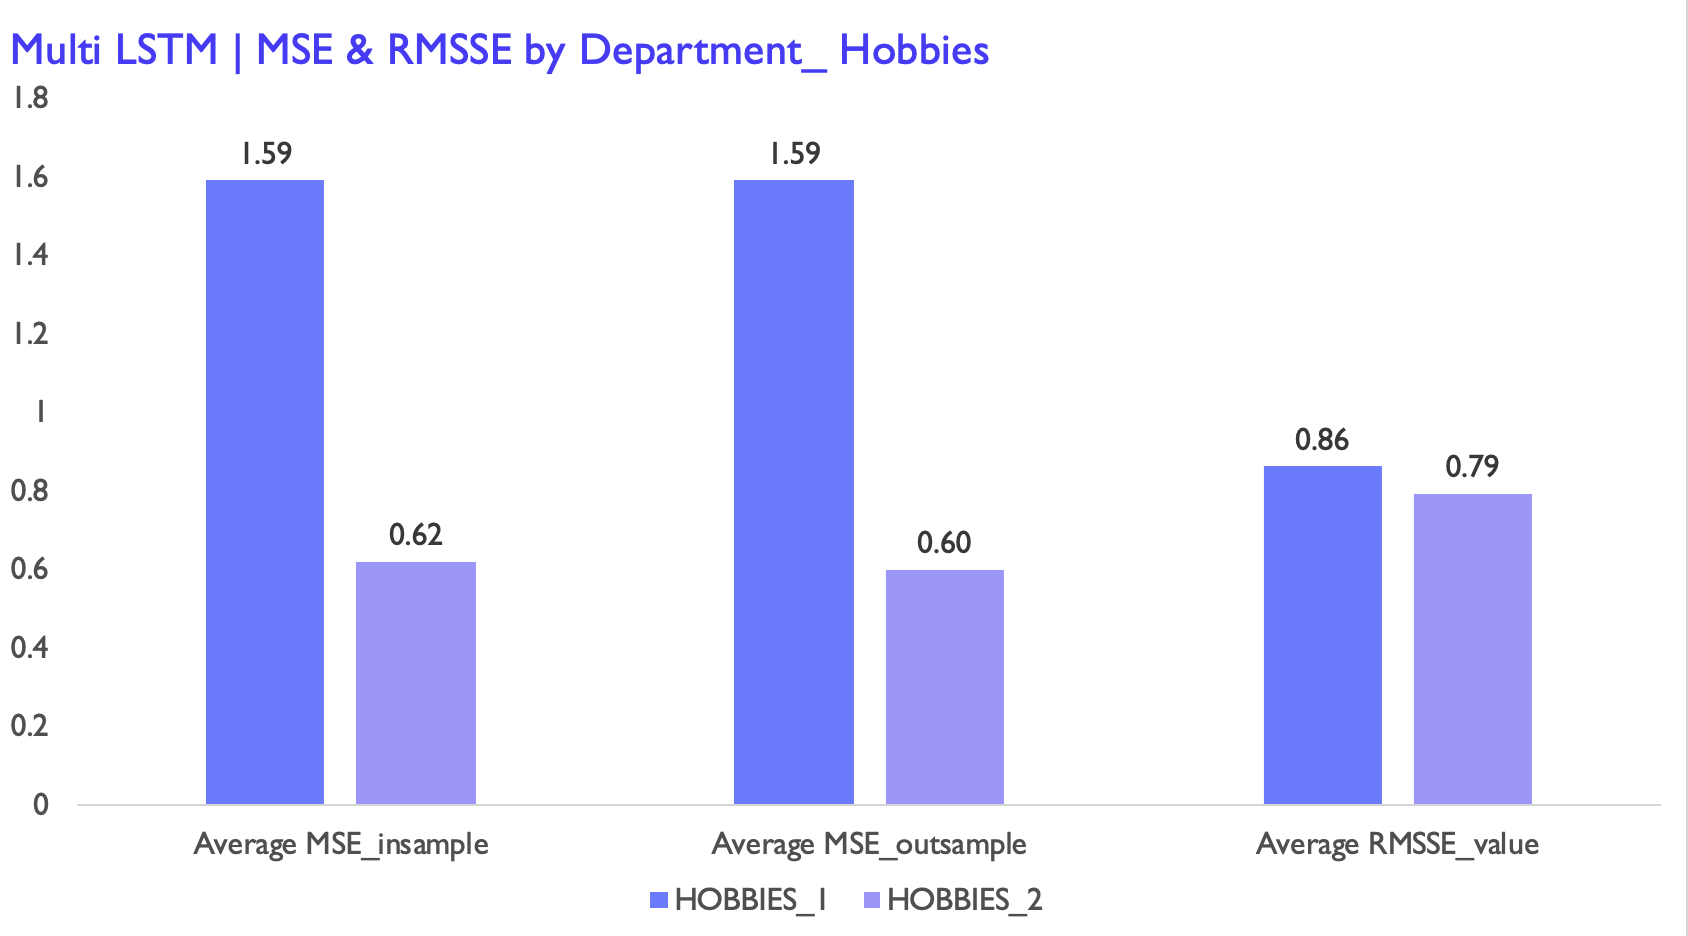 Multi LSTM | MSE & RMSSE by Department_ Hobbies
1.8
1.6
1.4
1.2
1
0.8
0.6
0.4
0.2
0
1.59
0.62
1.59
0.60
0.86
0.79
Average MSE_insample
Average MSE_outsample
Average RMSSE_value
HOBBIES_1
HOBBIES_2